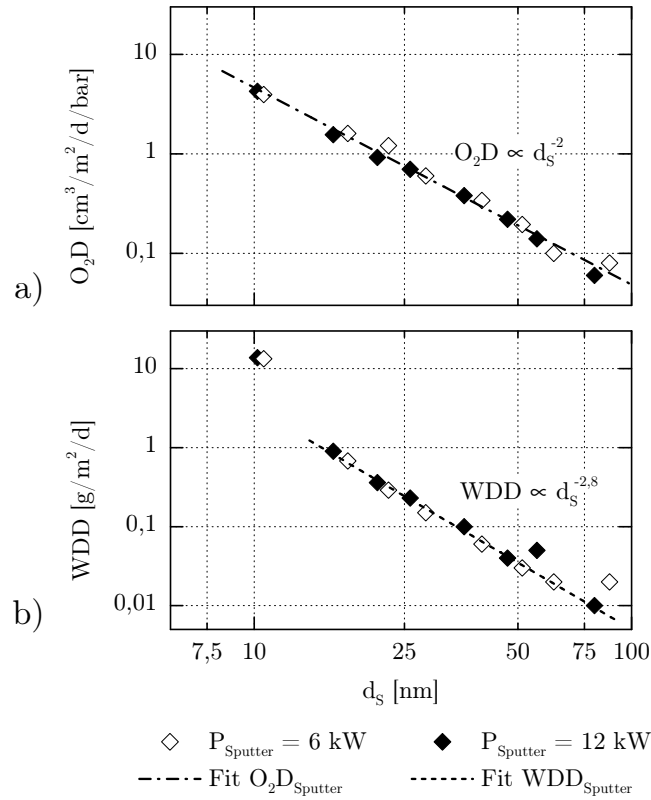 10
1
0,1
O₂D [cm³/m²/d/bar]
O₂D ∝ d_S⁻²
a)
10
1
0,1
0,01
WDD [g/m²/d]
WDD ∝ d_S⁻²,⁸
b)
7,5 10 25 50 75 100
d_S [nm]
P_Sputter = 6 kW P_Sputter = 12 kW
Fit O₂D_Sputter Fit WDD_Sputter